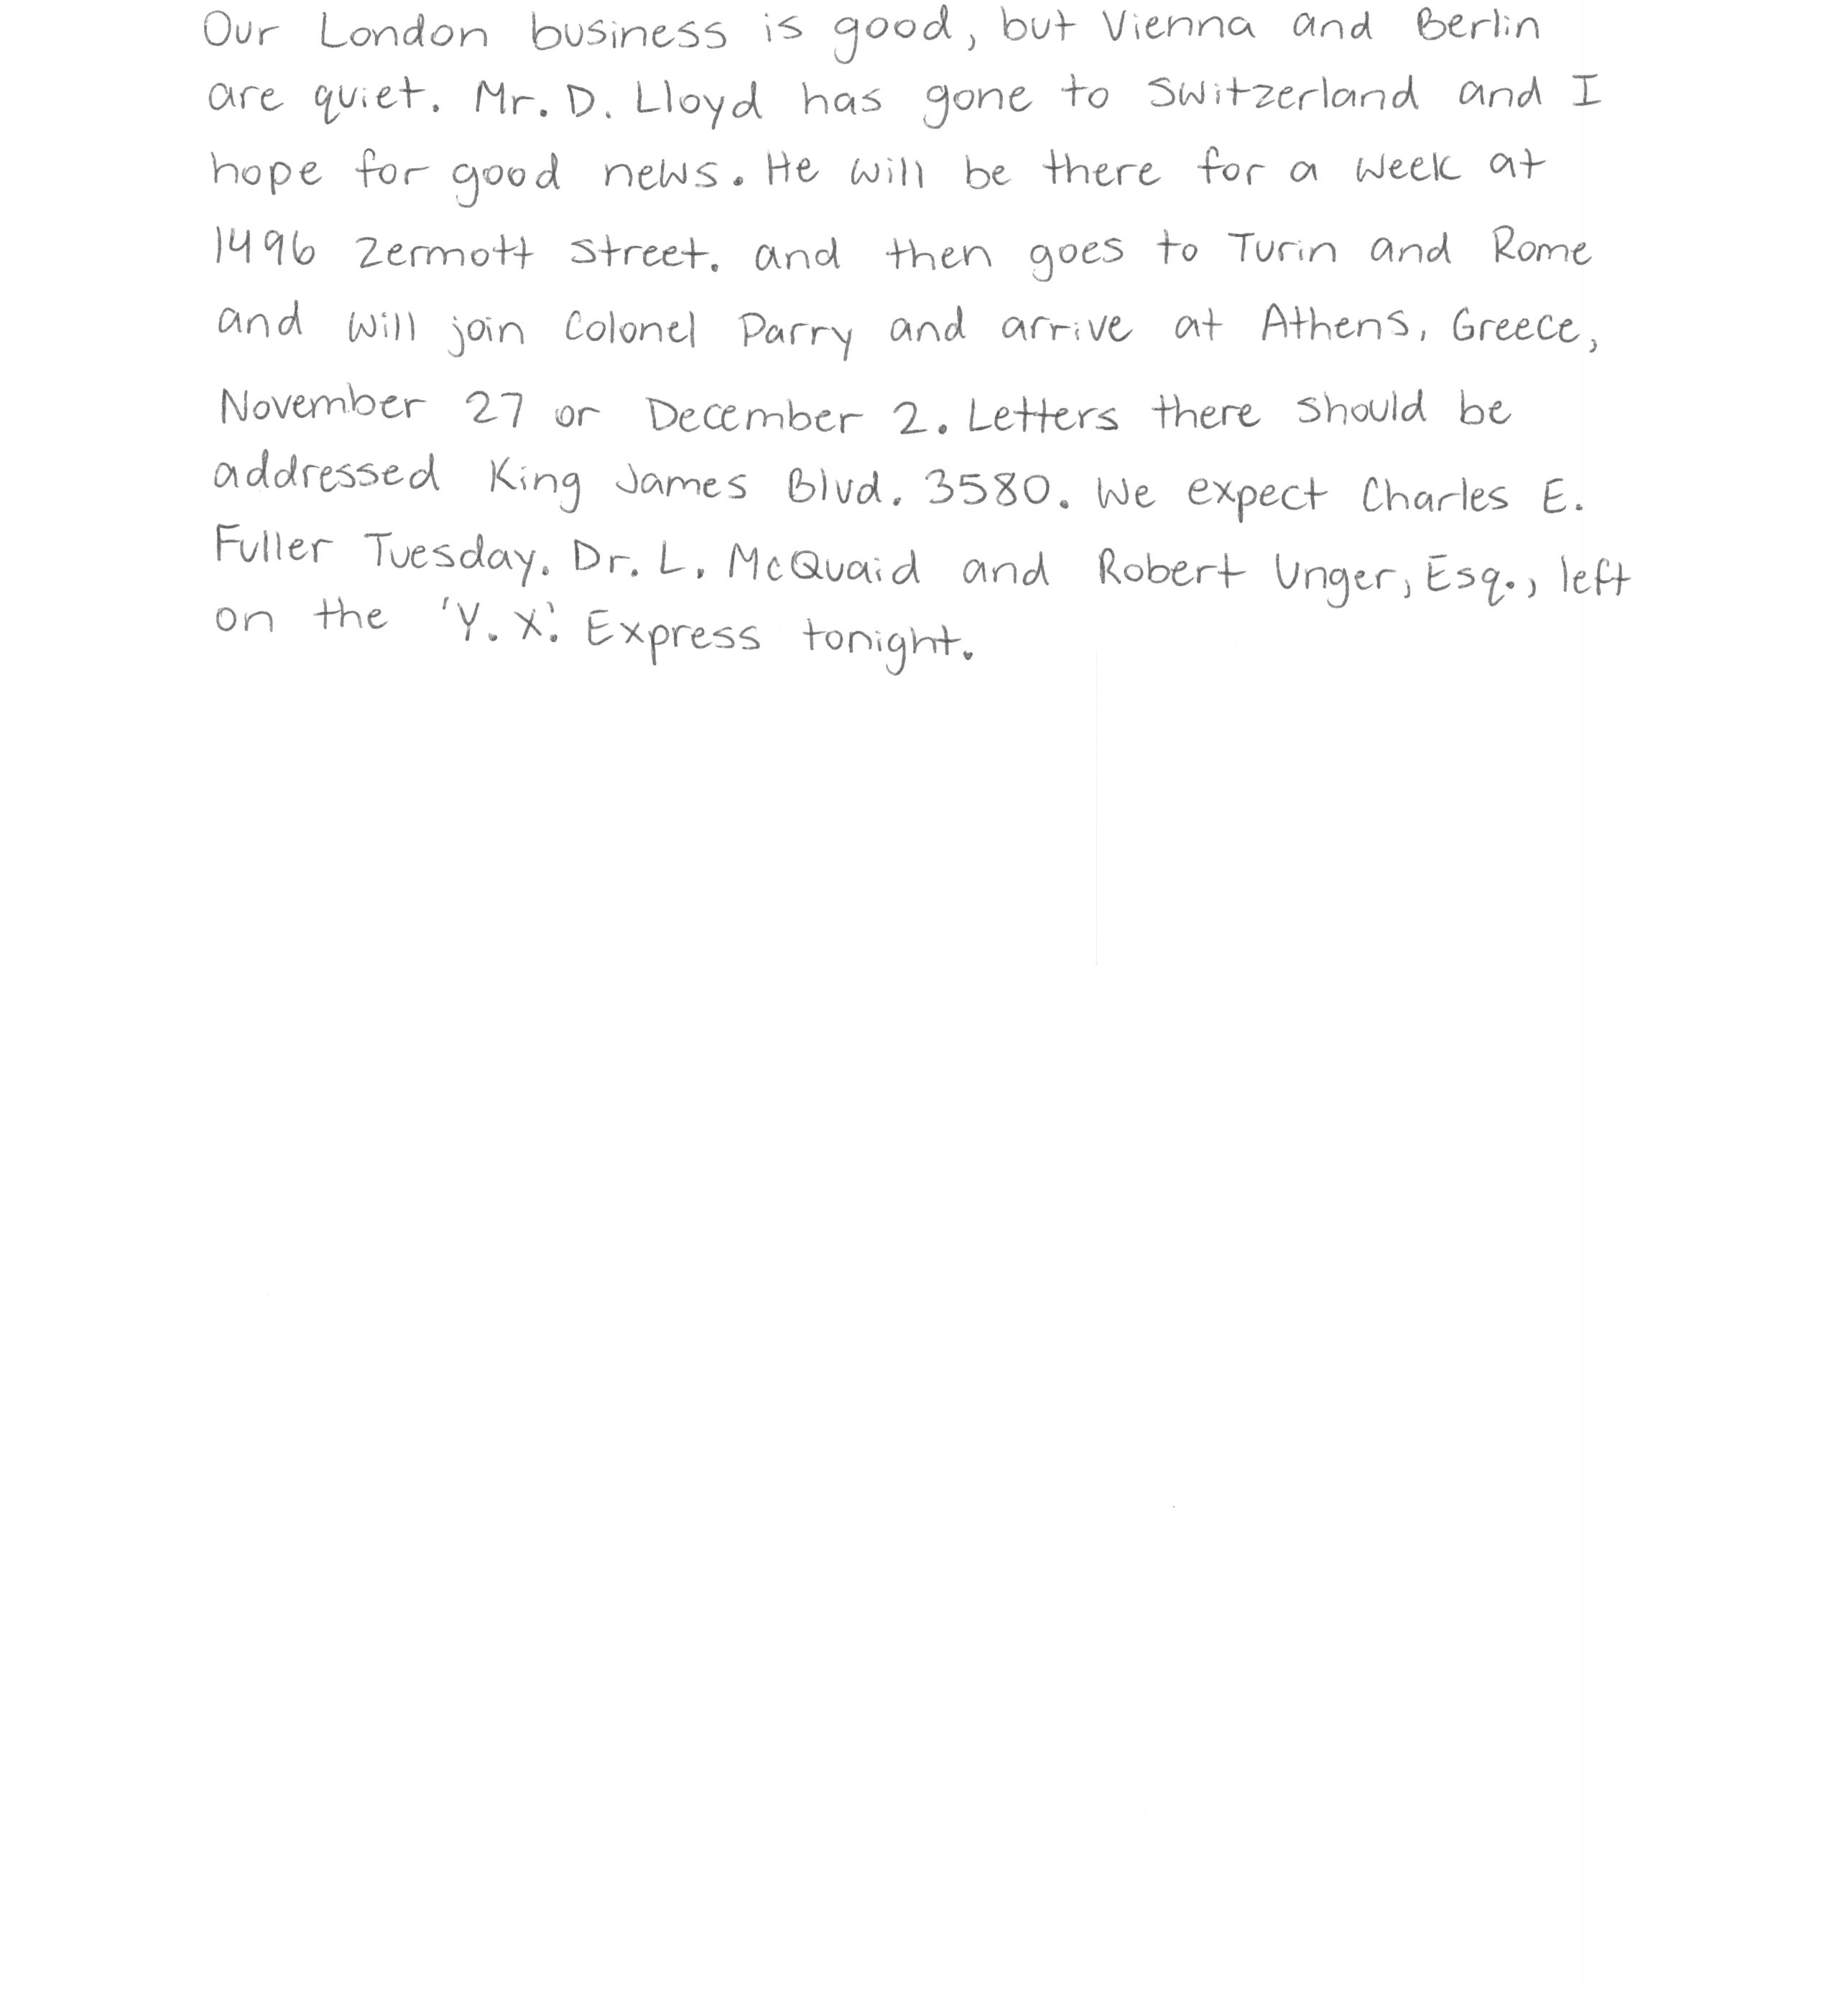 Our London business is good, but Vienna and Berlin
are quiet. Mr. D. Lloyd has gone to Switzerland and I
hope for good news. He will be there for a week at
1496 Zermott Street. and then goes to Turin and Rome
and will join Colonel Parry and arrive at Athens, Greece,
November 27 or December 2. Letters there should be
addressed King James Blvd. 3580. We expect Charles E.
Fuller Tuesday. Dr. L. McQuaid and Robert Unger, Esq., left
on the 'Y. X.' Express tonight.